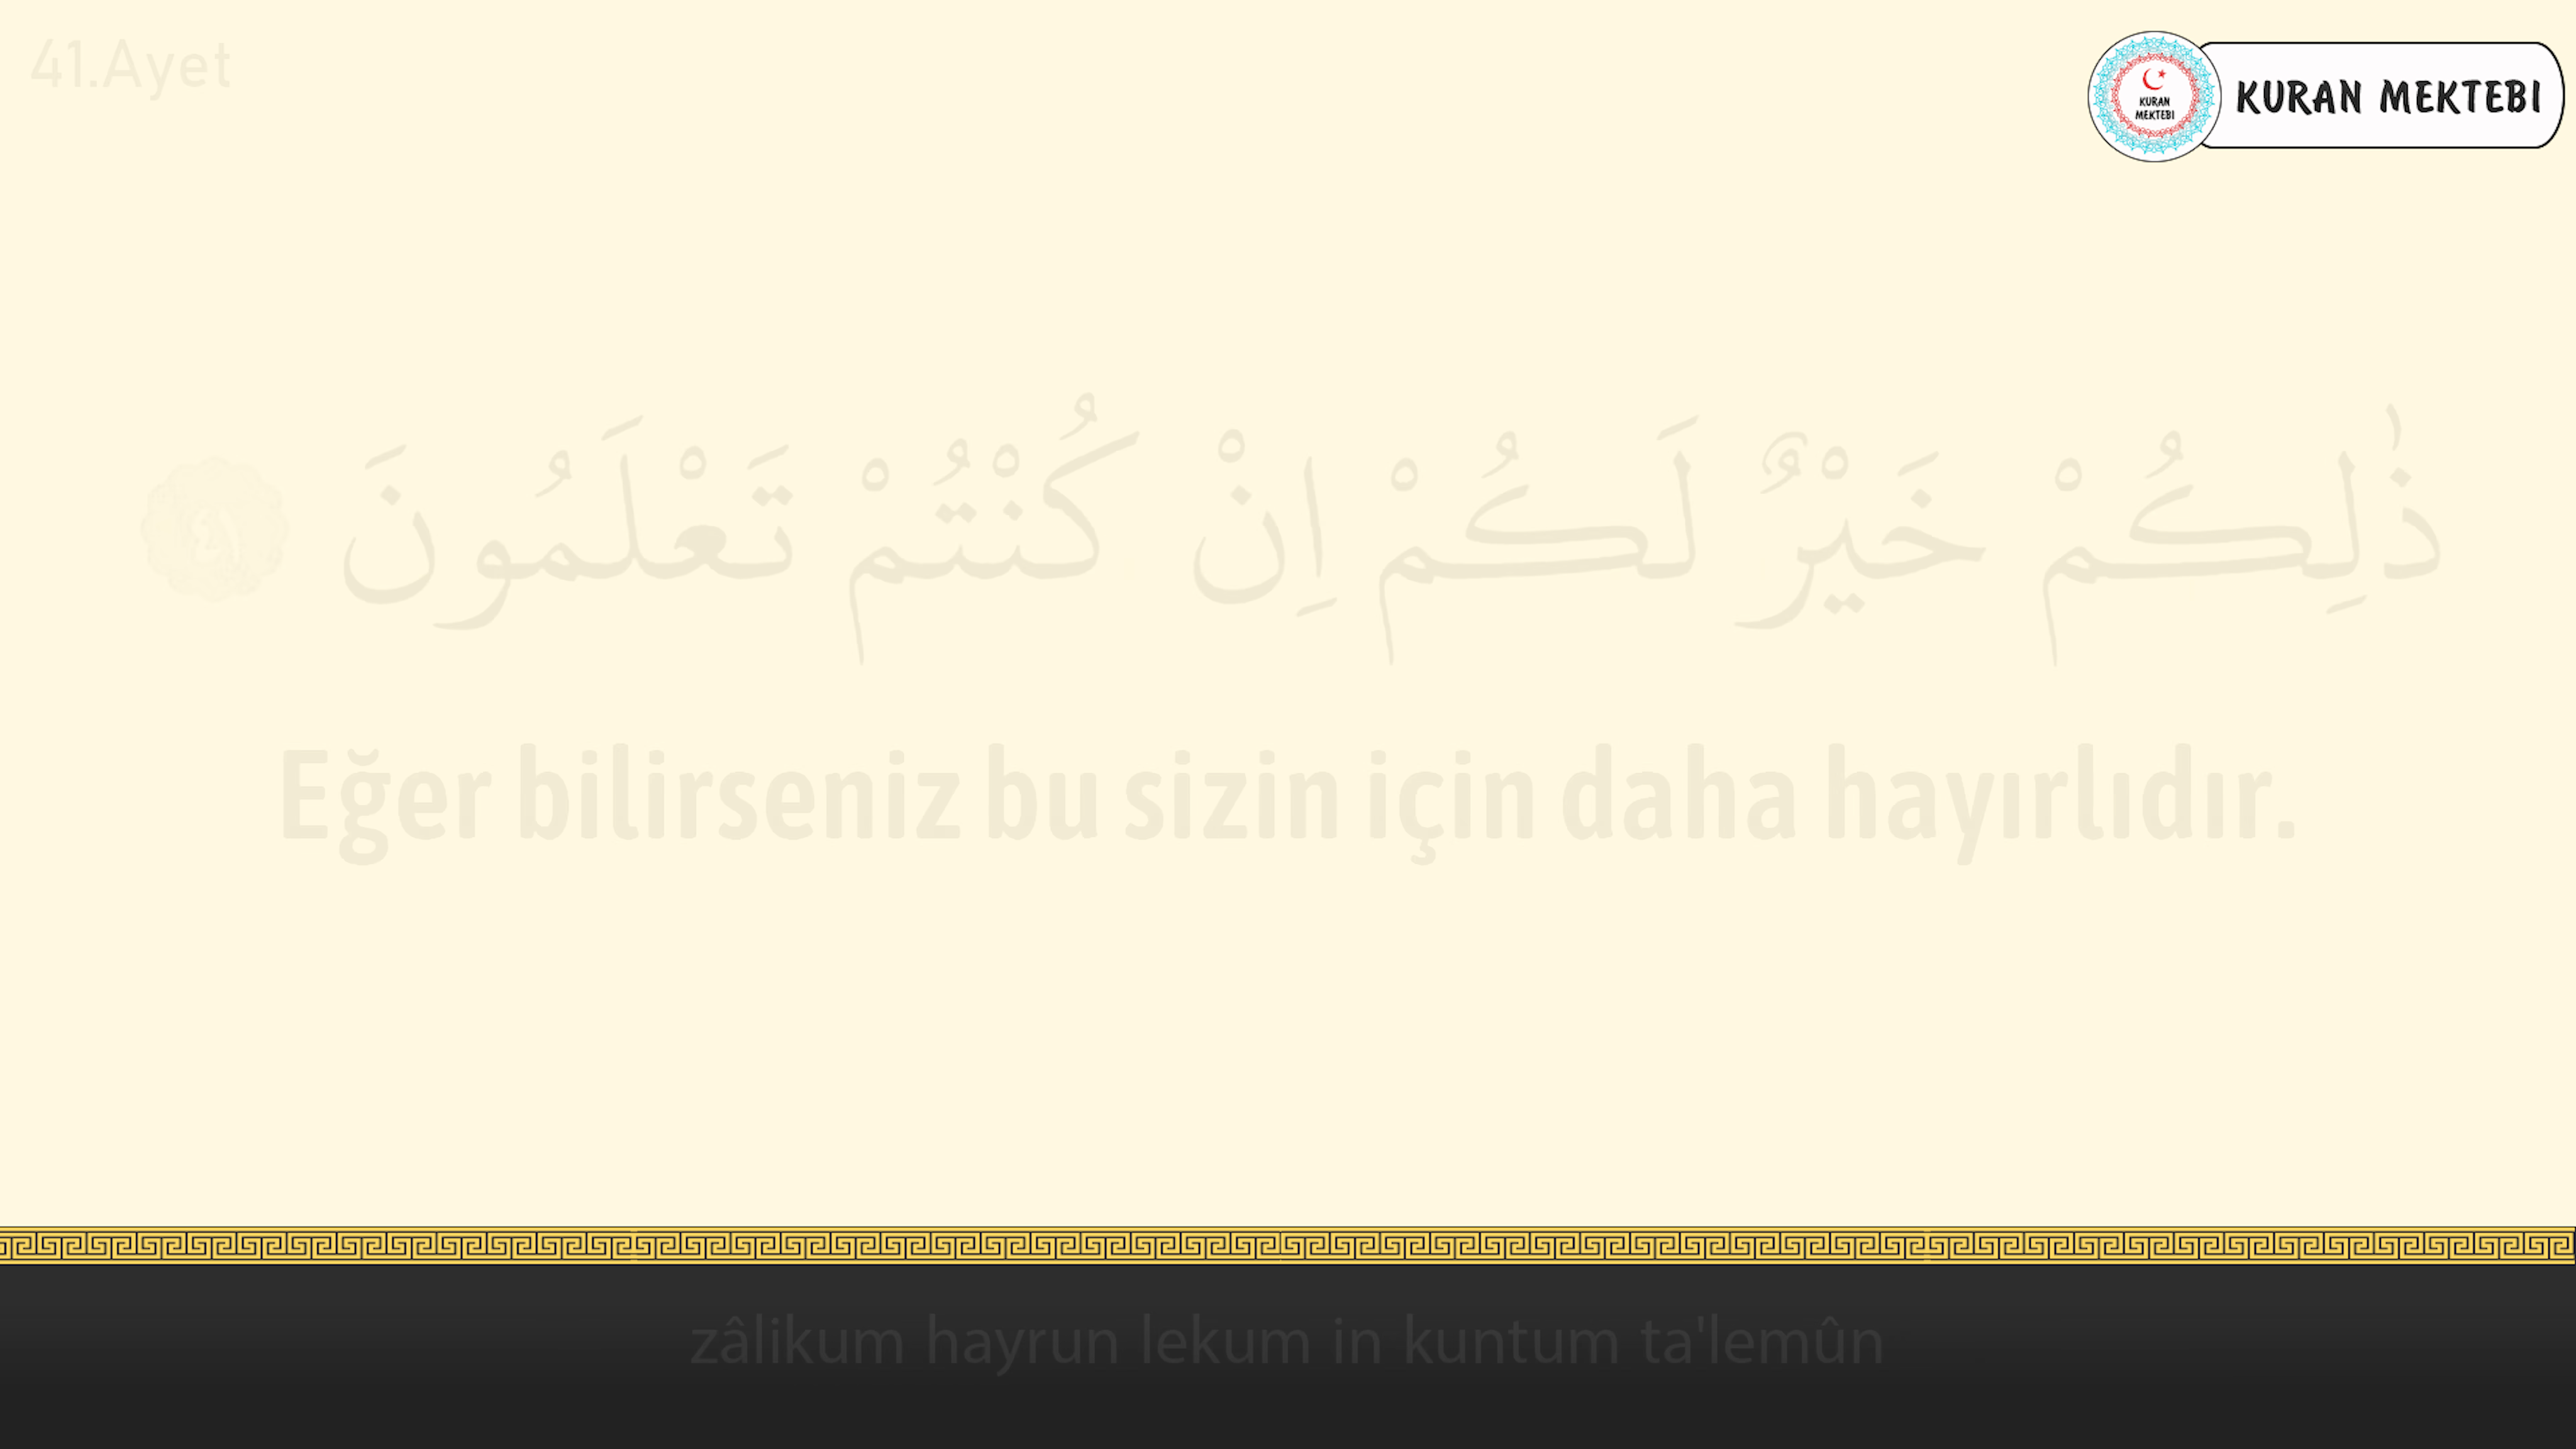 41.Ayet
KURAN
MEKTEBI
KURAN MEKTEBI
ذٰلِكُمْ خَيْرٌ لَكُمْ اِنْ كُنْتُمْ تَعْلَمُونَ ٤١
Eğer bilirseniz bu sizin için daha hayırlıdır.
zâlikum hayrun lekum in kuntum ta'lemûn